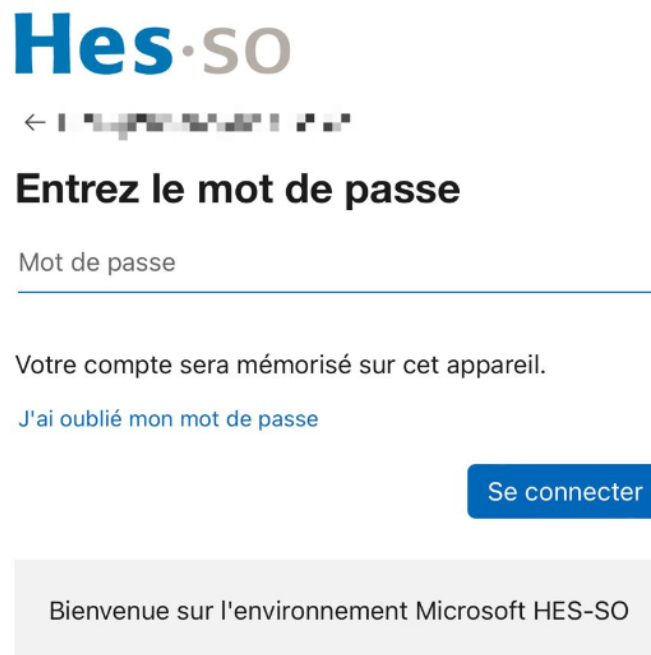 Hes·so
Entrez le mot de passe
Mot de passe
Votre compte sera mémorisé sur cet appareil.
J'ai oublié mon mot de passe
Se connecter
Bienvenue sur l'environnement Microsoft HES-SO